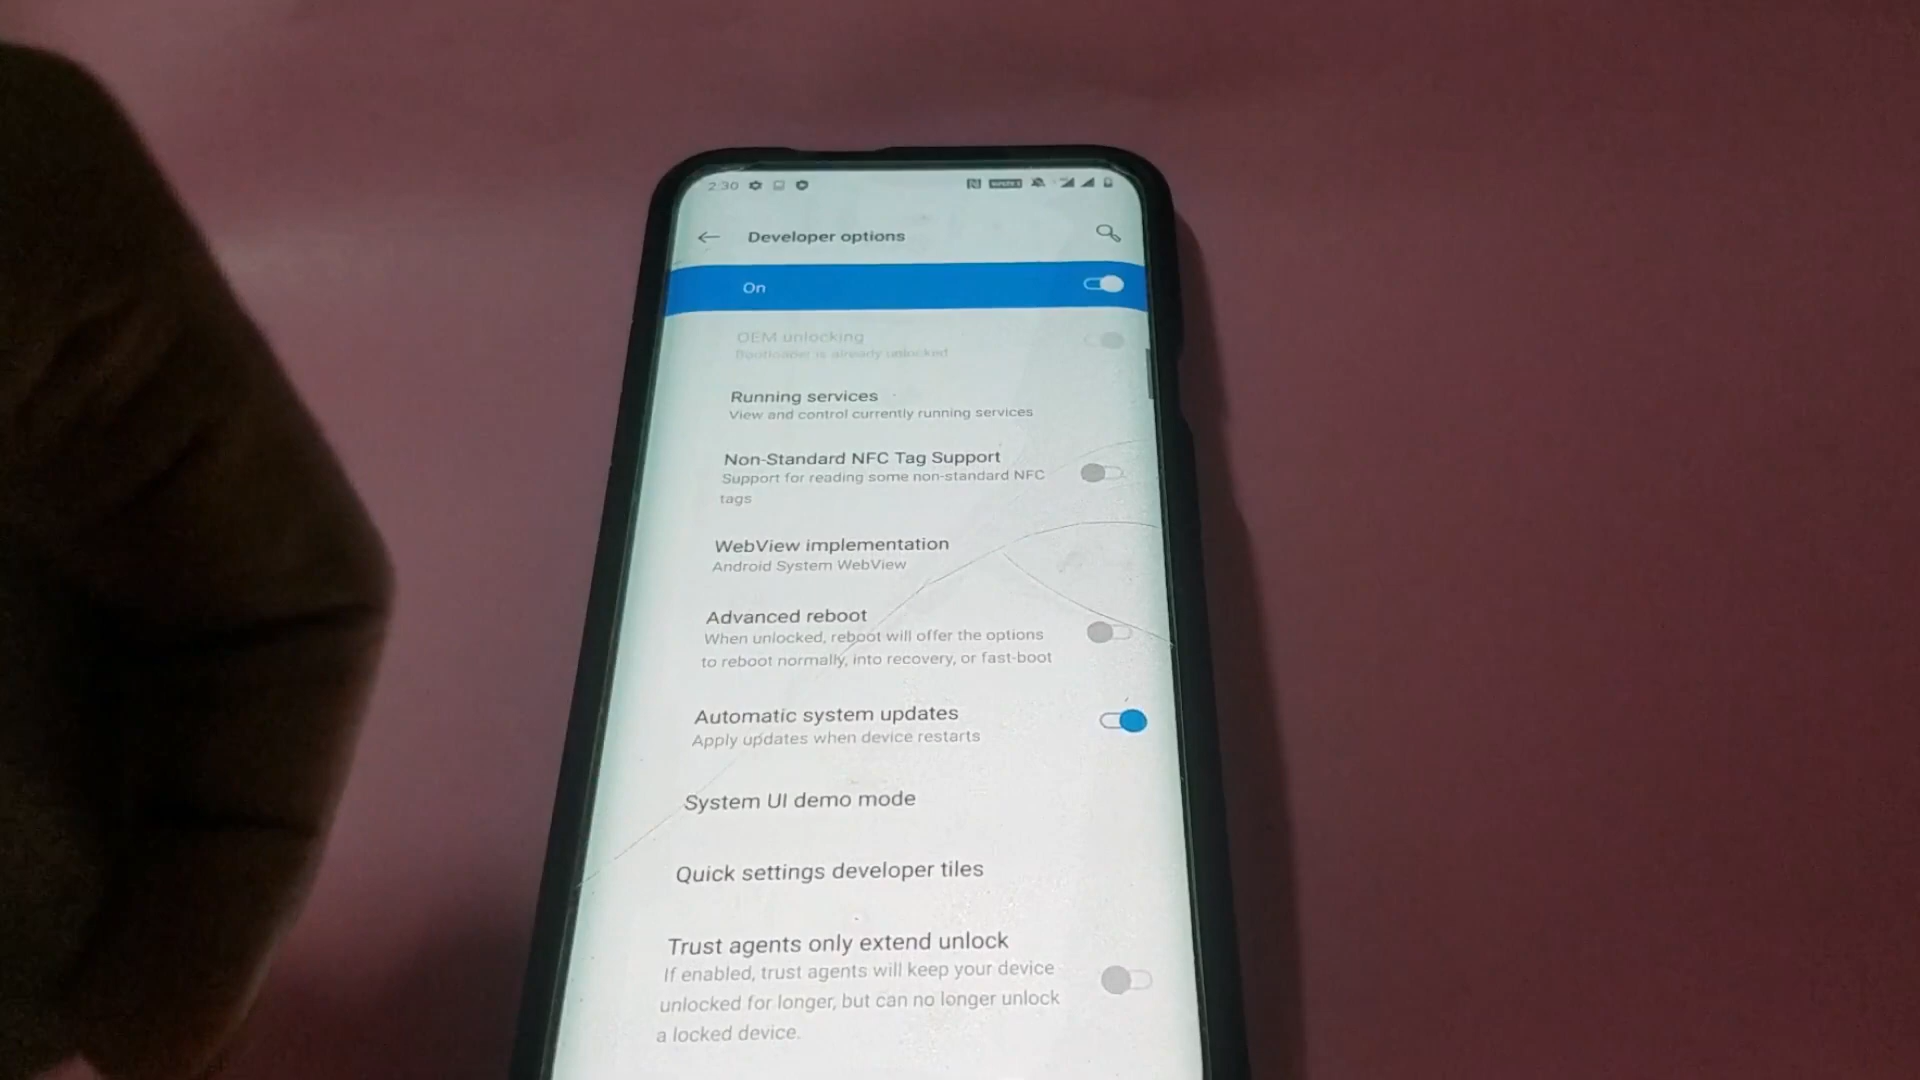 2:30
Developer options
On
OEM unlocking
Bootloader is already unlocked
Running services
View and control currently running services
Non-Standard NFC Tag Support
Support for reading some non-standard NFC
tags
WebView implementation
Android System WebView
Advanced reboot
When unlocked, reboot will offer the options
to reboot normally, into recovery, or fast-boot
Automatic system updates
Apply updates when device restarts
System UI demo mode
Quick settings developer tiles
Trust agents only extend unlock
If enabled, trust agents will keep your device
unlocked for longer, but can no longer unlock
a locked device.